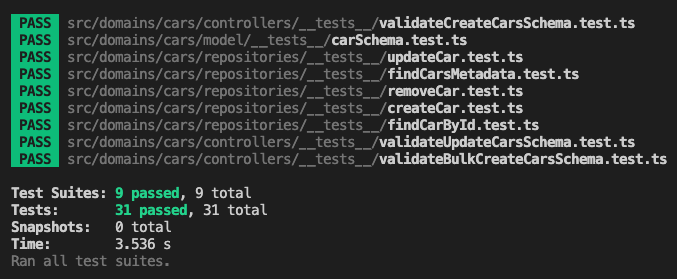 PASS src/domains/cars/controllers/__tests__/validateCreateCarsSchema.test.ts
PASS src/domains/cars/model/__tests__/carSchema.test.ts
PASS src/domains/cars/repositories/__tests__/updateCar.test.ts
PASS src/domains/cars/repositories/__tests__/findCarsMetadata.test.ts
PASS src/domains/cars/repositories/__tests__/removeCar.test.ts
PASS src/domains/cars/repositories/__tests__/createCar.test.ts
PASS src/domains/cars/repositories/__tests__/findCarById.test.ts
PASS src/domains/cars/controllers/__tests__/validateUpdateCarsSchema.test.ts
PASS src/domains/cars/controllers/__tests__/validateBulkCreateCarsSchema.test.ts
Test Suites: 9 passed, 9 total
Tests: 31 passed, 31 total
Snapshots: 0 total
Time: 3.536 s
Ran all test suites.